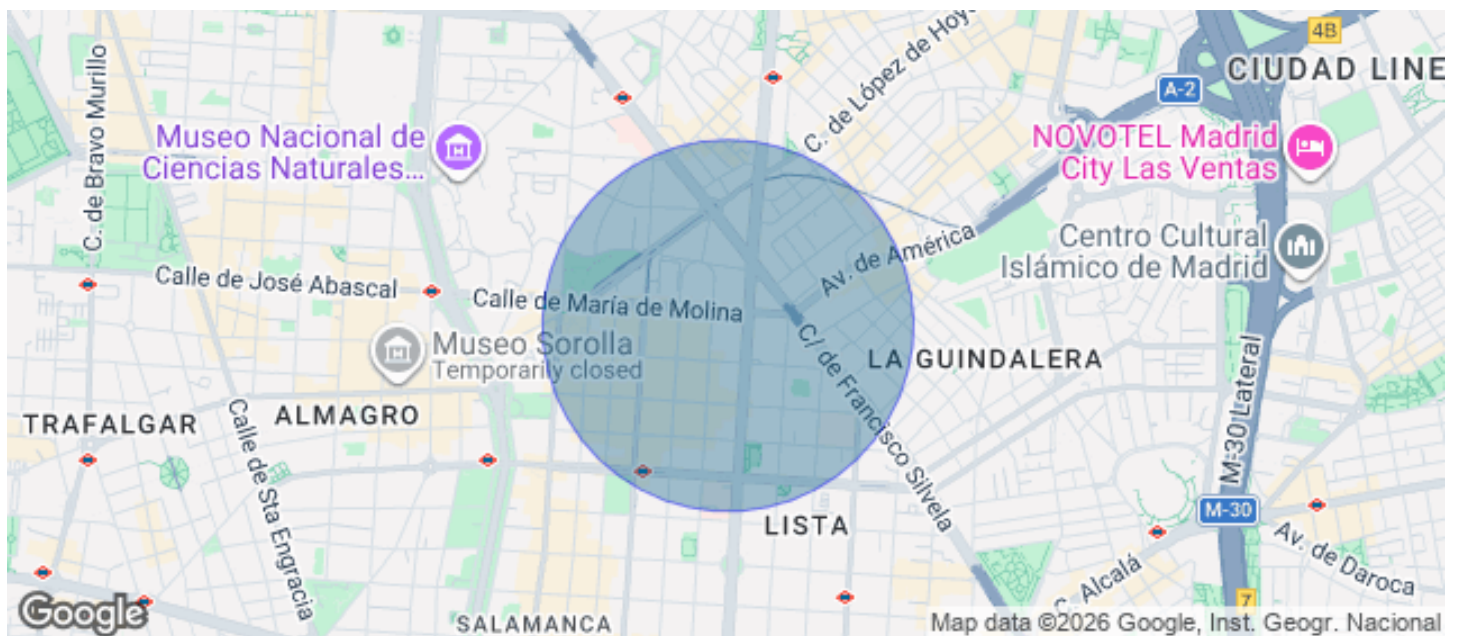 4B
C. de Bravo Murillo
C. de López de Hoyo
CIUDAD LINE
A-2
Museo Nacional de
Ciencias Naturales...
NOVOTEL Madrid
City Las Ventas
Centro Cultural
Islámico de Madrid
Av. de América
Calle de José Abascal
Calle de María de Molina
Museo Sorolla
Temporarily closed
C/ de Francisco Silvela
LA GUINDALERA
M-30 Lateral
TRAFALGAR
ALMAGRO
Calle de Sta Engracia
LISTA
M-30
Av. de Daroca
C. Alcalá
7
Google
SALAMANCA
Map data ©2026 Google, Inst. Geogr. Nacional